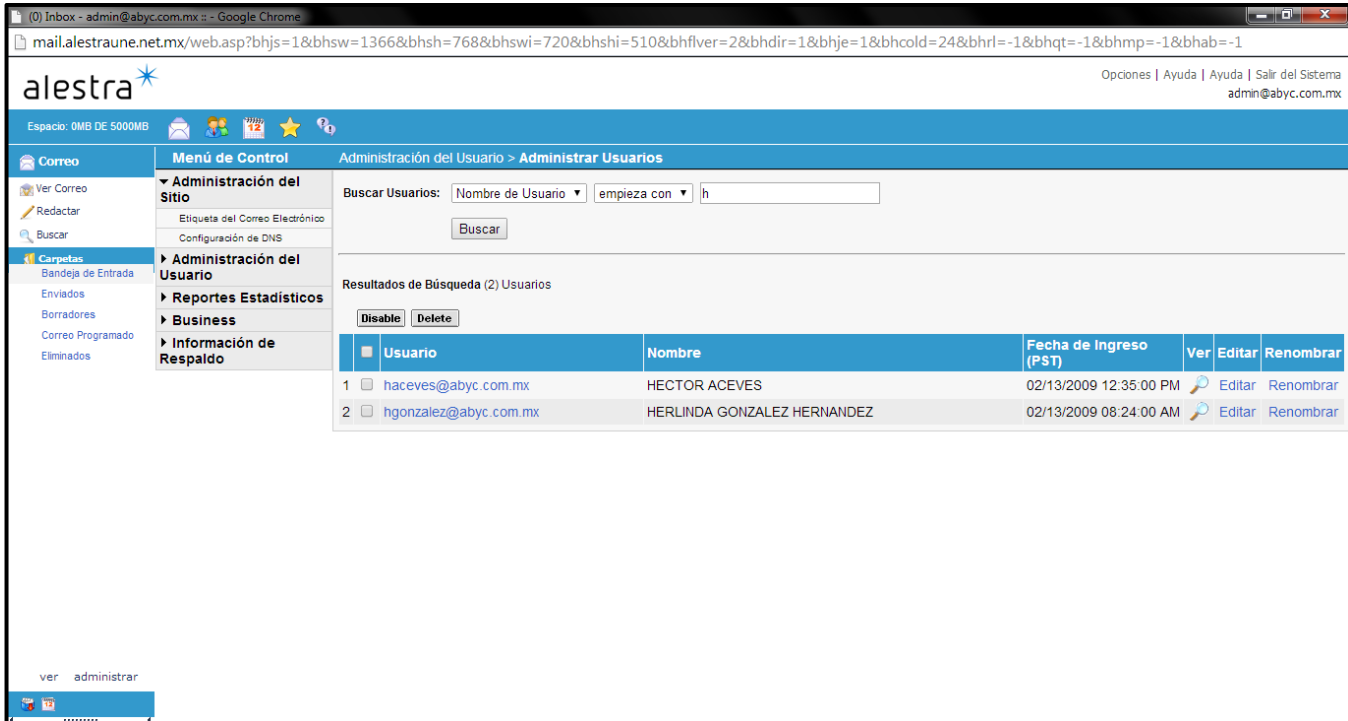 (0) Inbox - admin@abyc.com.mx :: - Google Chrome
mail.alestraune.net.mx/web.asp?bhjs=1&bhsw=1366&bhsh=768&bhswi=720&bhshi=510&bhflver=2&bhdir=1&bhje=1&bhcold=24&bhrl=-1&bhqt=-1&bhmp=-1&bhab=-1
alestra
Opciones | Ayuda | Ayuda | Salir del Sistema
admin@abyc.com.mx
Espacio: 0MB DE 5000MB
12
Correo
Ver Correo
Redactar
Buscar
Carpetas
Bandeja de Entrada
Enviados
Borradores
Correo Programado
Eliminados
ver administrar
Menú de Control
Administración del Sitio
Etiqueta del Correo Electrónico
Configuración de DNS
Administración del Usuario
Reportes Estadísticos
Business
Información de Respaldo
Administración del Usuario > Administrar Usuarios
Buscar Usuarios: Nombre de Usuario empieza con h
Buscar
Resultados de Búsqueda (2) Usuarios
Disable Delete
Usuario Nombre Fecha de Ingreso (PST) Ver Editar Renombrar
1 haceves@abyc.com.mx HECTOR ACEVES 02/13/2009 12:35:00 PM Editar Renombrar
2 hgonzalez@abyc.com.mx HERLINDA GONZALEZ HERNANDEZ 02/13/2009 08:24:00 AM Editar Renombrar